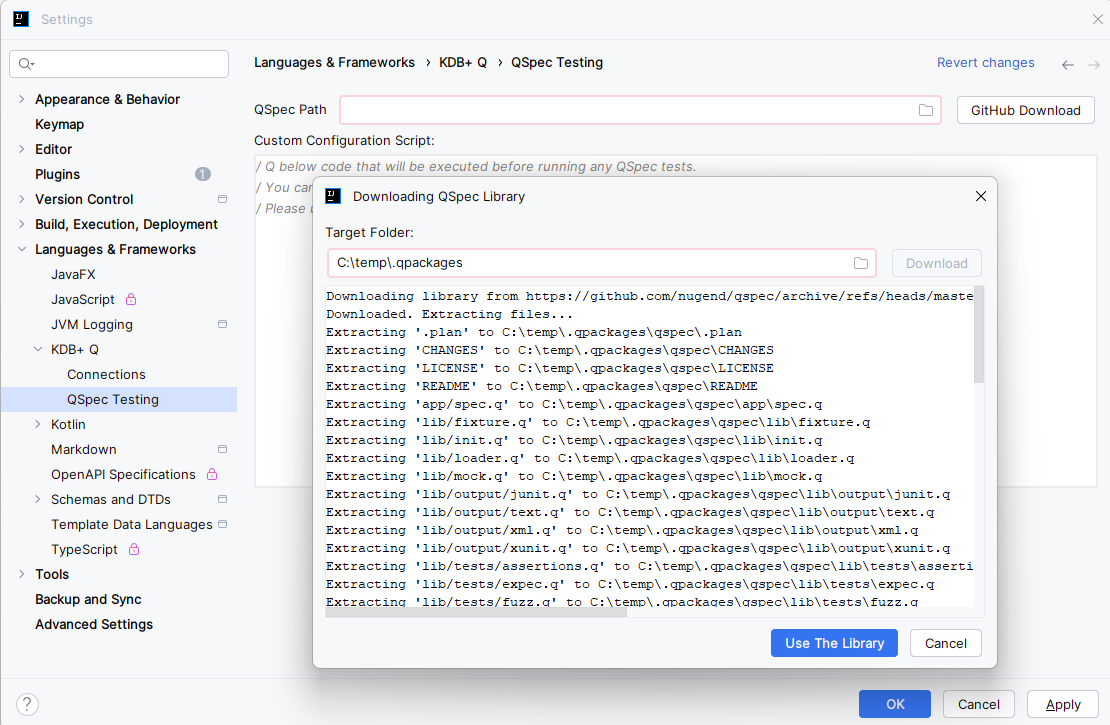 Settings
Languages & Frameworks › KDB+ Q › QSpec Testing
Revert changes
Appearance & Behavior
Keymap
Editor
Plugins 1
Version Control
Build, Execution, Deployment
Languages & Frameworks
JavaFX
JavaScript
JVM Logging
KDB+ Q
Connections
QSpec Testing
Kotlin
Markdown
OpenAPI Specifications
Schemas and DTDs
Template Data Languages
TypeScript
Tools
Backup and Sync
Advanced Settings
QSpec Path
GitHub Download
Custom Configuration Script:
/ Q below code that will be executed before running any QSpec tests.
/ You can
/ Please
Downloading QSpec Library
Target Folder:
C:\temp\.qpackages
Download
Downloading library from https://github.com/nugend/qspec/archive/refs/heads/maste
Downloaded. Extracting files...
Extracting '.plan' to C:\temp\.qpackages\qspec\.plan
Extracting 'CHANGES' to C:\temp\.qpackages\qspec\CHANGES
Extracting 'LICENSE' to C:\temp\.qpackages\qspec\LICENSE
Extracting 'README' to C:\temp\.qpackages\qspec\README
Extracting 'app/spec.q' to C:\temp\.qpackages\qspec\app\spec.q
Extracting 'lib/fixture.q' to C:\temp\.qpackages\qspec\lib\fixture.q
Extracting 'lib/init.q' to C:\temp\.qpackages\qspec\lib\init.q
Extracting 'lib/loader.q' to C:\temp\.qpackages\qspec\lib\loader.q
Extracting 'lib/mock.q' to C:\temp\.qpackages\qspec\lib\mock.q
Extracting 'lib/output/junit.q' to C:\temp\.qpackages\qspec\lib\output\junit.q
Extracting 'lib/output/text.q' to C:\temp\.qpackages\qspec\lib\output\text.q
Extracting 'lib/output/xml.q' to C:\temp\.qpackages\qspec\lib\output\xml.q
Extracting 'lib/output/xunit.q' to C:\temp\.qpackages\qspec\lib\output\xunit.q
Extracting 'lib/tests/assertions.q' to C:\temp\.qpackages\qspec\lib\tests\asserti
Extracting 'lib/tests/expec.q' to C:\temp\.qpackages\qspec\lib\tests\expec.q
Extracting 'lib/tests/fuzz.q' to C:\temp\.qpackages\qspec\lib\tests\fuzz.q
Use The Library
Cancel
?
OK
Cancel
Apply